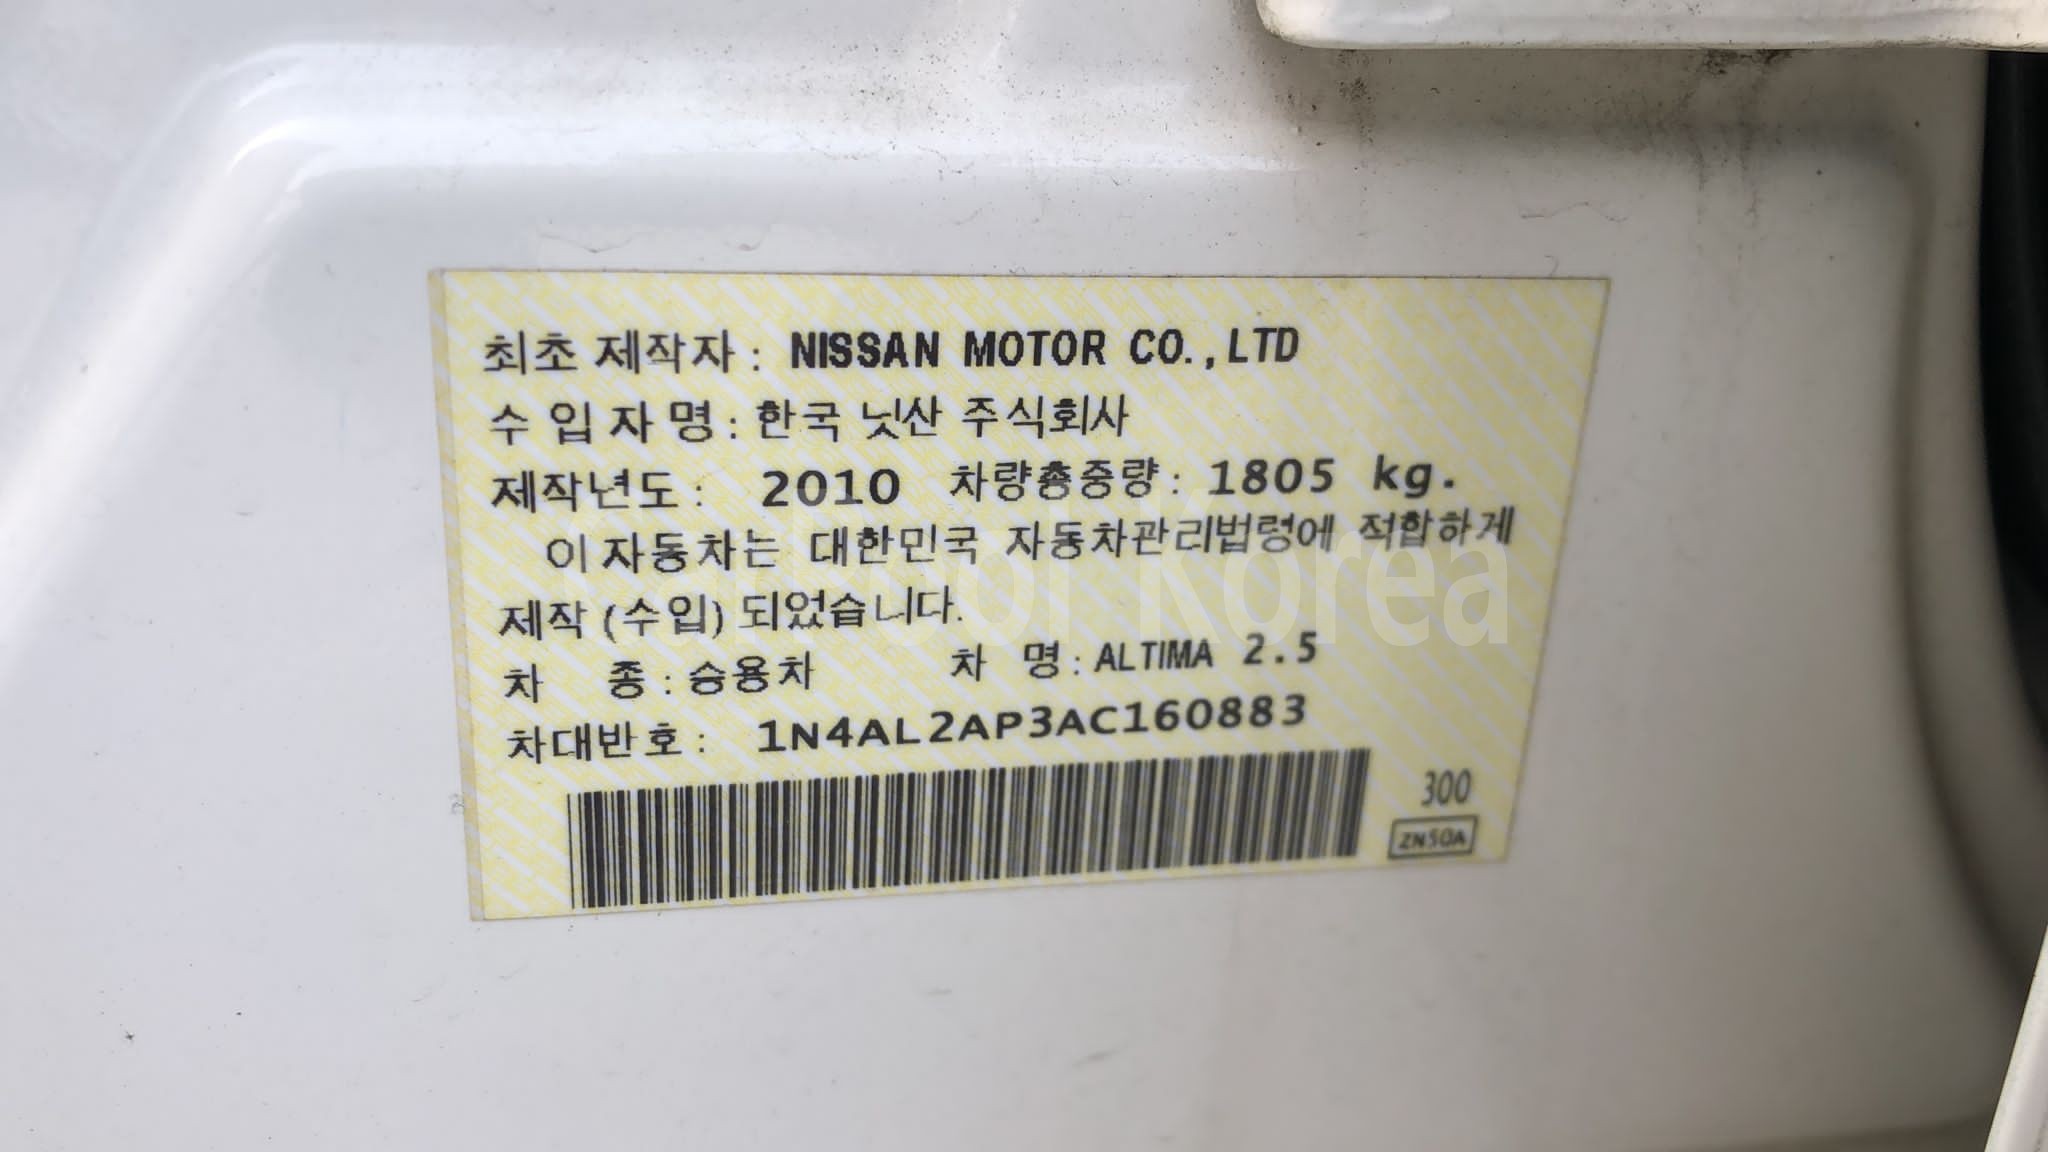 최초 제작자 : NISSAN MOTOR CO.,LTD
수 입 자 명 : 한국 닛산 주식회사
제작년도 : 2010 차량총중량 : 1805 kg.
이 자동차는 대한민국 자동차관리법령에 적합하게
제작 (수입) 되었습니다.
차 종 : 승용차 차 명 : ALTIMA 2.5
차대번호 : 1N4AL2AP3AC160883
300
ZN50A
CarPool Korea